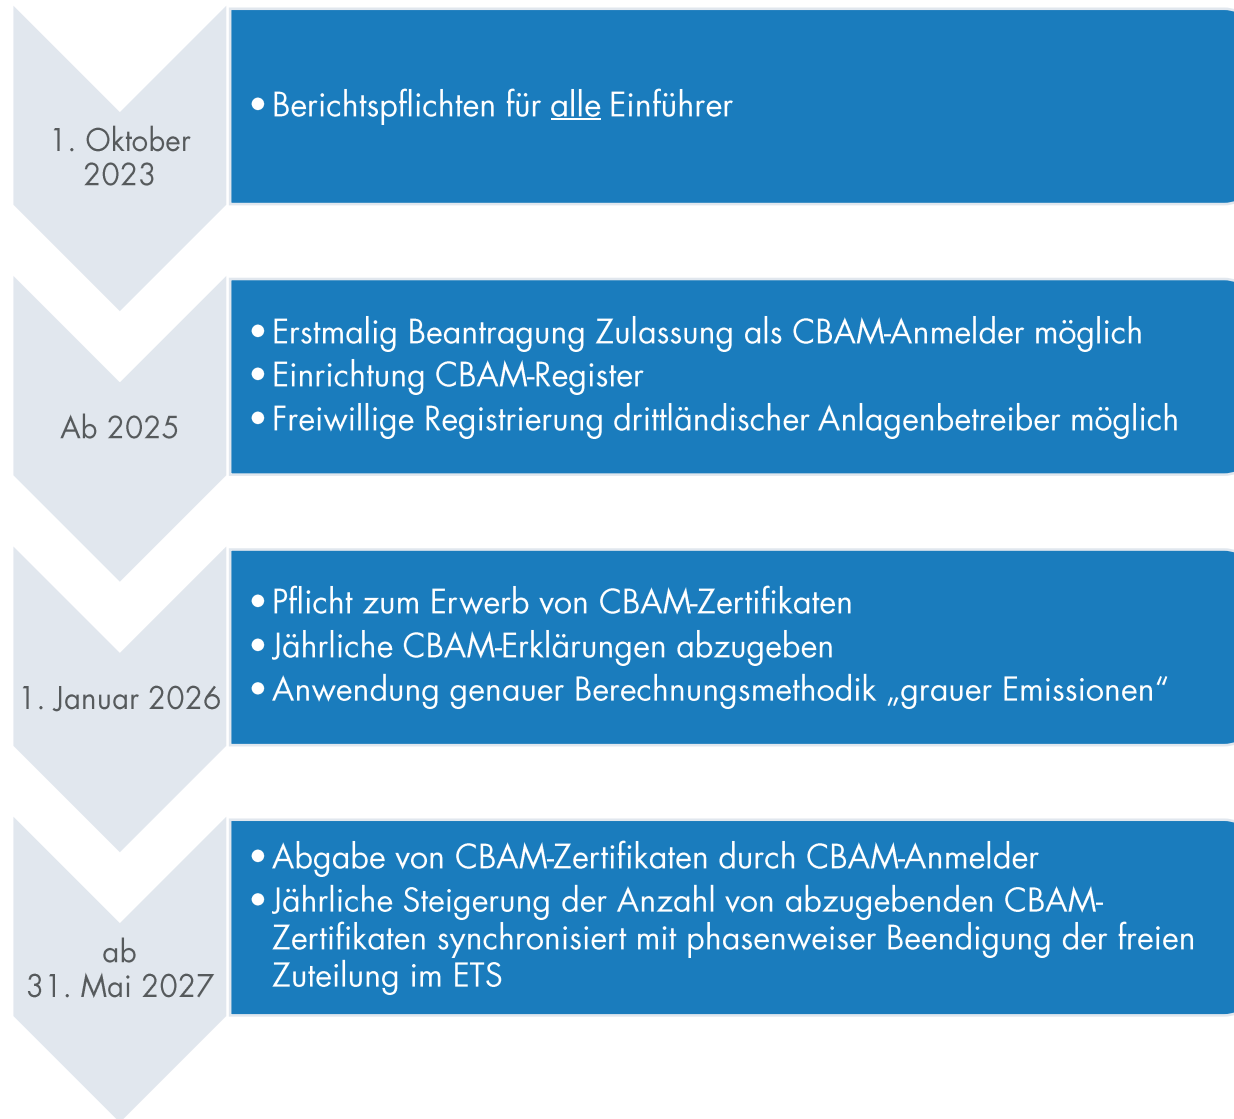 1. Oktober
2023
• Berichtspflichten für alle Einführer
Ab 2025
• Erstmalig Beantragung Zulassung als CBAM-Anmelder möglich
• Einrichtung CBAM-Register
• Freiwillige Registrierung drittländischer Anlagenbetreiber möglich
1. Januar 2026
• Pflicht zum Erwerb von CBAM-Zertifikaten
• Jährliche CBAM-Erklärungen abzugeben
• Anwendung genauer Berechnungsmethodik „grauer Emissionen“
ab
31. Mai 2027
• Abgabe von CBAM-Zertifikaten durch CBAM-Anmelder
• Jährliche Steigerung der Anzahl von abzugebenden CBAM-
Zertifikaten synchronisiert mit phasenweiser Beendigung der freien
Zuteilung im ETS